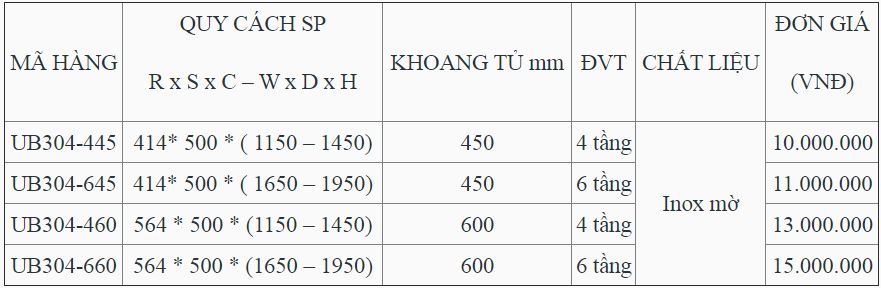 MÃ HÀNG QUY CÁCH SP R x S x C – W x D x H KHOANG TỦ mm ĐVT CHẤT LIỆU ĐƠN GIÁ (VNĐ)
UB304-445 414* 500 * ( 1150 – 1450) 450 4 tầng Inox mờ 10.000.000
UB304-645 414* 500 * ( 1650 – 1950) 450 6 tầng 11.000.000
UB304-460 564 * 500 * (1150 – 1450) 600 4 tầng 13.000.000
UB304-660 564 * 500 * (1650 – 1950) 600 6 tầng 15.000.000